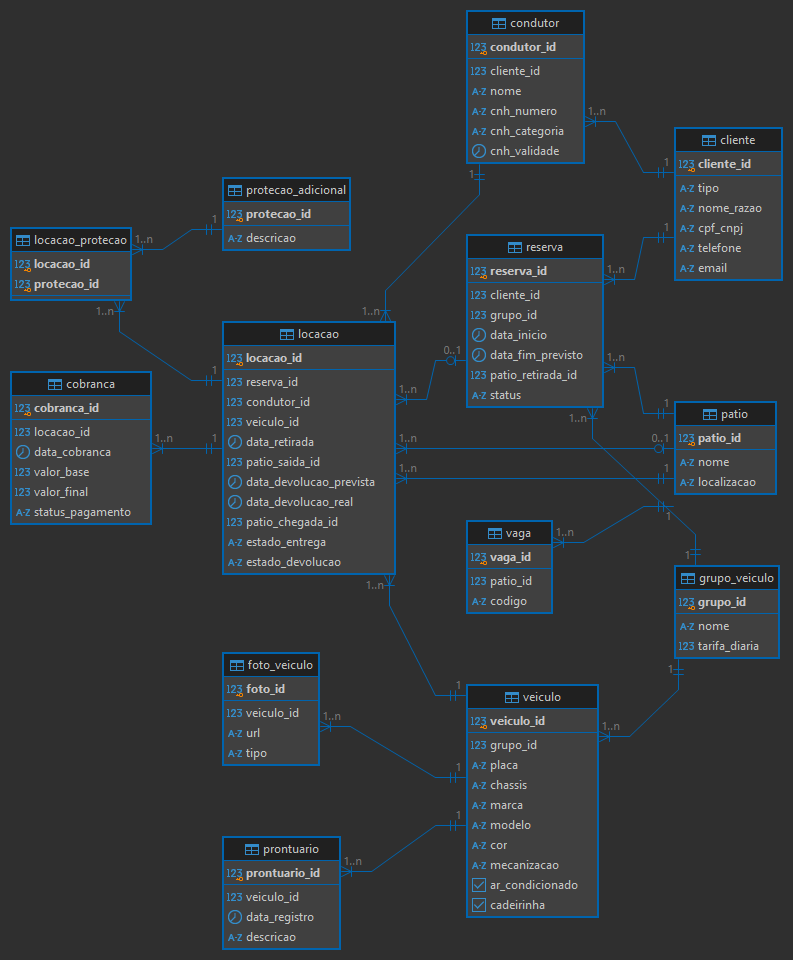 condutor
123 condutor_id
123 cliente_id
A-Z nome
A-Z cnh_numero
A-Z cnh_categoria
cnh_validade
1..n
1
1
cliente
123 cliente_id
A-Z tipo
A-Z nome_razao
A-Z cpf_cnpj
A-Z telefone
A-Z email
1
protecao_adicional
123 protecao_id
A-Z descricao
1
1..n
locacao_protecao
123 locacao_id
123 protecao_id
1..n
1
reserva
123 reserva_id
123 cliente_id
123 grupo_id
data_inicio
data_fim_previsto
123 patio_retirada_id
A-Z status
1..n
1..n
1..n
0..1
1..n
locacao
123 locacao_id
123 reserva_id
123 condutor_id
123 veiculo_id
data_retirada
123 patio_saida_id
data_devolucao_prevista
data_devolucao_real
123 patio_chegada_id
A-Z estado_entrega
A-Z estado_devolucao
1..n
1..n
1..n
1..n
cobranca
123 cobranca_id
123 locacao_id
data_cobranca
123 valor_base
123 valor_final
A-Z status_pagamento
1..n
1
patio
123 patio_id
A-Z nome
A-Z localizacao
1
0..1
1
1
vaga
123 vaga_id
123 patio_id
A-Z codigo
1..n
grupo_veiculo
123 grupo_id
A-Z nome
123 tarifa_diaria
1
1
foto_veiculo
123 foto_id
123 veiculo_id
A-Z url
A-Z tipo
1..n
veiculo
123 veiculo_id
123 grupo_id
A-Z placa
A-Z chassis
A-Z marca
A-Z modelo
A-Z cor
A-Z mecanizacao
ar_condicionado
cadeirinha
1
1
1
1..n
prontuario
123 prontuario_id
123 veiculo_id
data_registro
A-Z descricao
1..n